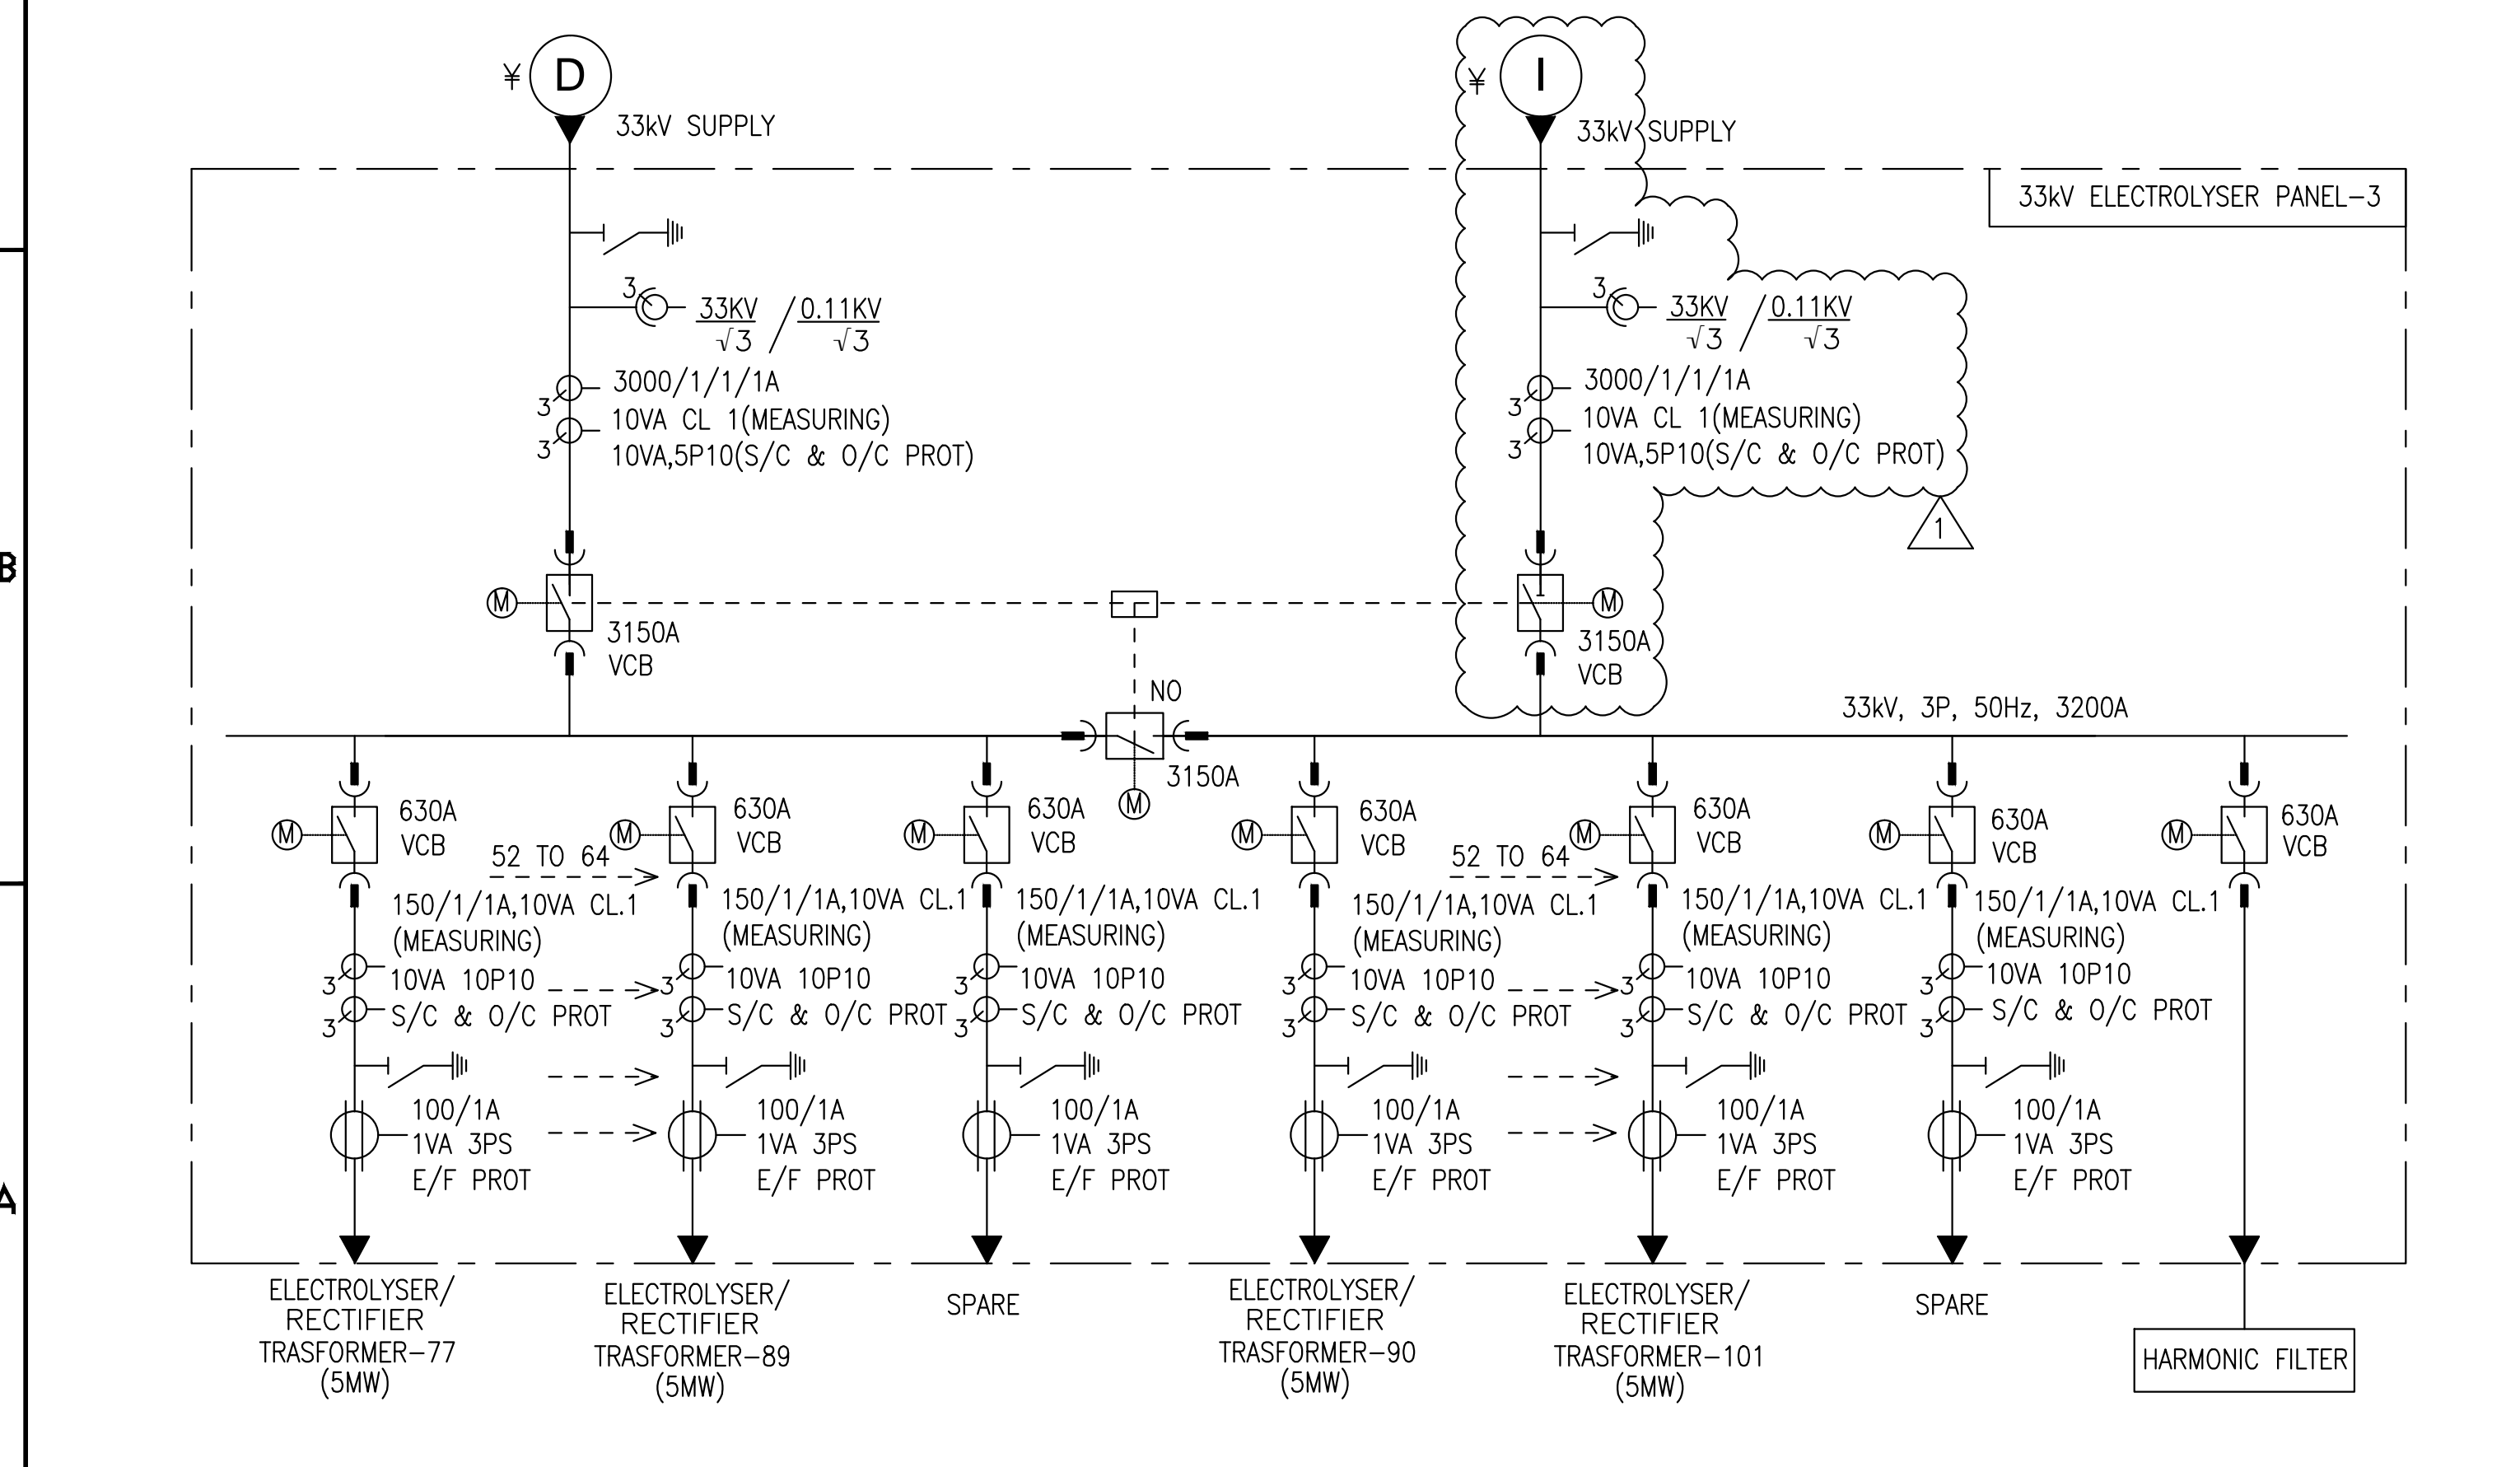 ¥ D
33kV SUPPLY
¥ I
33kV SUPPLY
33kV ELECTROLYSER PANEL-3
3
33KV/√3 / 0.11KV/√3
3
3
3000/1/1/1A
10VA CL 1(MEASURING)
10VA,5P10(S/C & O/C PROT)
3
33KV/√3 / 0.11KV/√3
3
3
3000/1/1/1A
10VA CL 1(MEASURING)
10VA,5P10(S/C & O/C PROT)
1
B
M
3150A
VCB
M
3150A
VCB
NO
3150A
M
33kV, 3P, 50Hz, 3200A
M
630A
VCB
52 TO 64
150/1/1A,10VA CL.1
(MEASURING)
3
10VA 10P10
3
S/C & O/C PROT
100/1A
1VA 3PS
E/F PROT
ELECTROLYSER/
RECTIFIER
TRASFORMER-77
(5MW)
M
630A
VCB
150/1/1A,10VA CL.1
(MEASURING)
3
10VA 10P10
3
S/C & O/C PROT
100/1A
1VA 3PS
E/F PROT
ELECTROLYSER/
RECTIFIER
TRASFORMER-89
(5MW)
M
630A
VCB
150/1/1A,10VA CL.1
(MEASURING)
3
10VA 10P10
3
S/C & O/C PROT
100/1A
1VA 3PS
E/F PROT
SPARE
M
630A
VCB
52 TO 64
150/1/1A,10VA CL.1
(MEASURING)
3
10VA 10P10
3
S/C & O/C PROT
100/1A
1VA 3PS
E/F PROT
ELECTROLYSER/
RECTIFIER
TRASFORMER-90
(5MW)
M
630A
VCB
150/1/1A,10VA CL.1
(MEASURING)
3
10VA 10P10
3
S/C & O/C PROT
100/1A
1VA 3PS
E/F PROT
ELECTROLYSER/
RECTIFIER
TRASFORMER-101
(5MW)
M
630A
VCB
150/1/1A,10VA CL.1
(MEASURING)
3
10VA 10P10
3
S/C & O/C PROT
100/1A
1VA 3PS
E/F PROT
SPARE
M
630A
VCB
HARMONIC FILTER
A